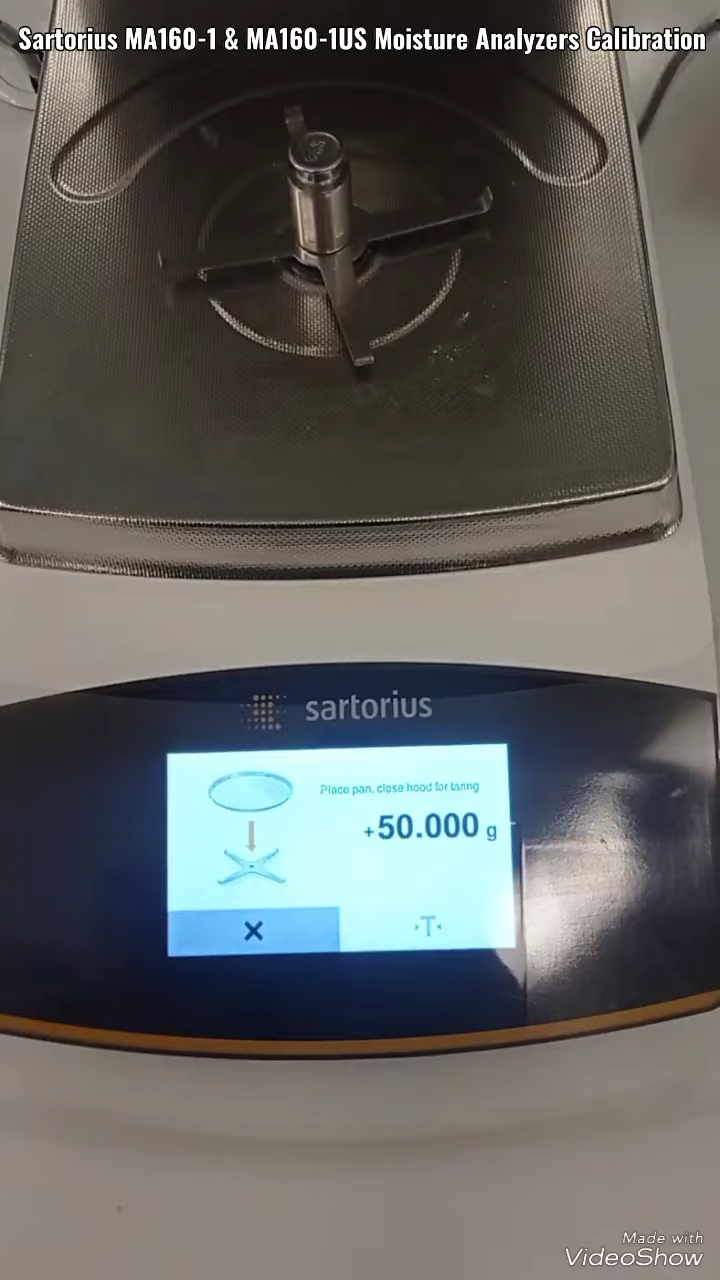 Sartorius MA160-1 & MA160-1US Moisture Analyzers Calibration
sartorius
Place pan, close hood for taring
+50.000 g
T
Made with
VideoShow